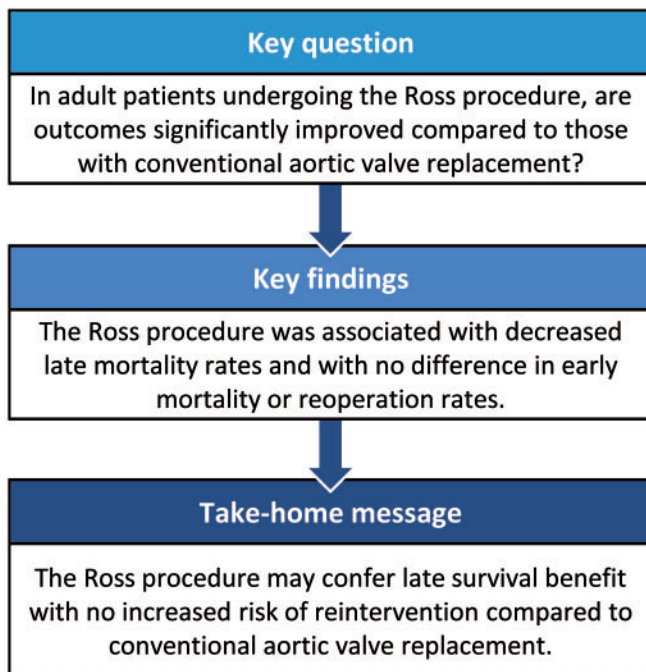 Key question
In adult patients undergoing the Ross procedure, are
outcomes significantly improved compared to those
with conventional aortic valve replacement?
Key findings
The Ross procedure was associated with decreased
late mortality rates and with no difference in early
mortality or reoperation rates.
Take-home message
The Ross procedure may confer late survival benefit
with no increased risk of reintervention compared to
conventional aortic valve replacement.